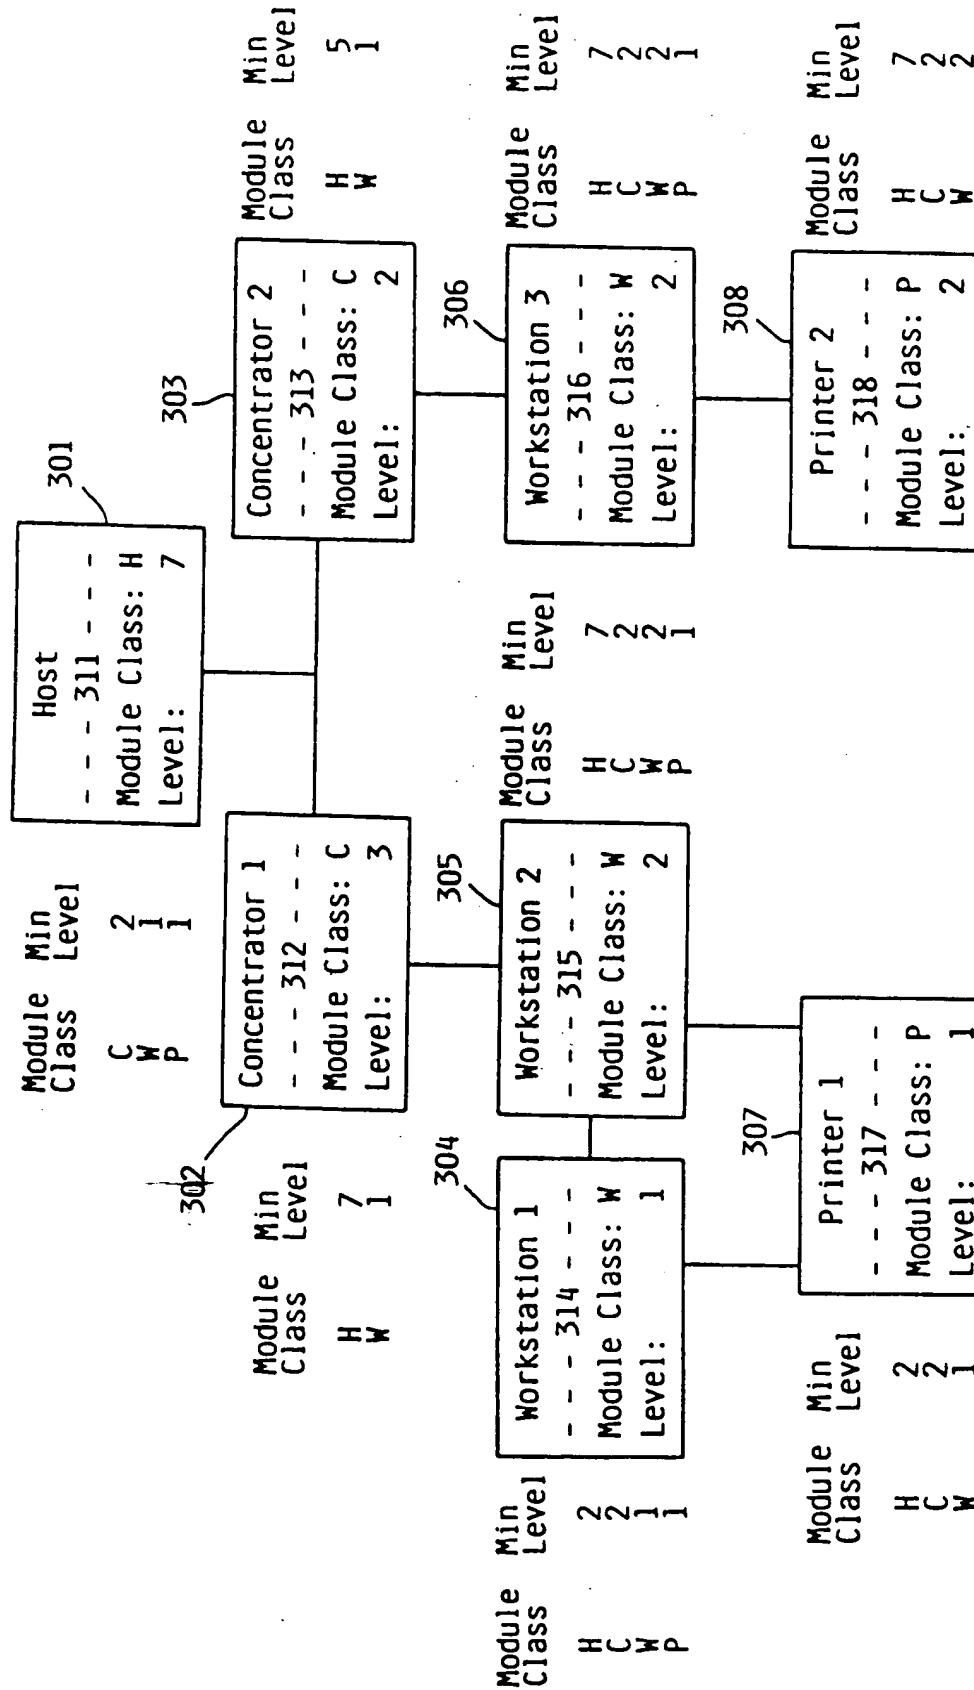 301
Host
- - - 311 - - -
Module Class: H
Level: 7
Module Class Min Level
C 2
W 1
P 1
302
Concentrator 1
- - - 312 - - -
Module Class: C
Level: 3
Module Class Min Level
H 7
W 1
303
Concentrator 2
- - - 313 - - - -
Module Class: C
Level: 2
Module Class Min Level
H 5
W 1
304
Workstation 1
- - - 314 - - -
Module Class: W
Level: 1
Module Class Min Level
H 2
C 2
W 1
P 1
305
Workstation 2
- - - 315 - - - -
Module Class: W
Level: 2
Module Class Min Level
H 7
C 2
W 2
P 1
306
Workstation 3
- - - 316 - - - -
Module Class: W
Level: 2
Module Class Min Level
H 7
C 2
W 2
P 1
307
Printer 1
- - - 317 - - - -
Module Class: P
Level: 1
Module Class Min Level
H 2
C 2
W 1
308
Printer 2
- - - - 318 - - - -
Module Class: P
Level: 2
Module Class Min Level
H 7
C 2
W 2